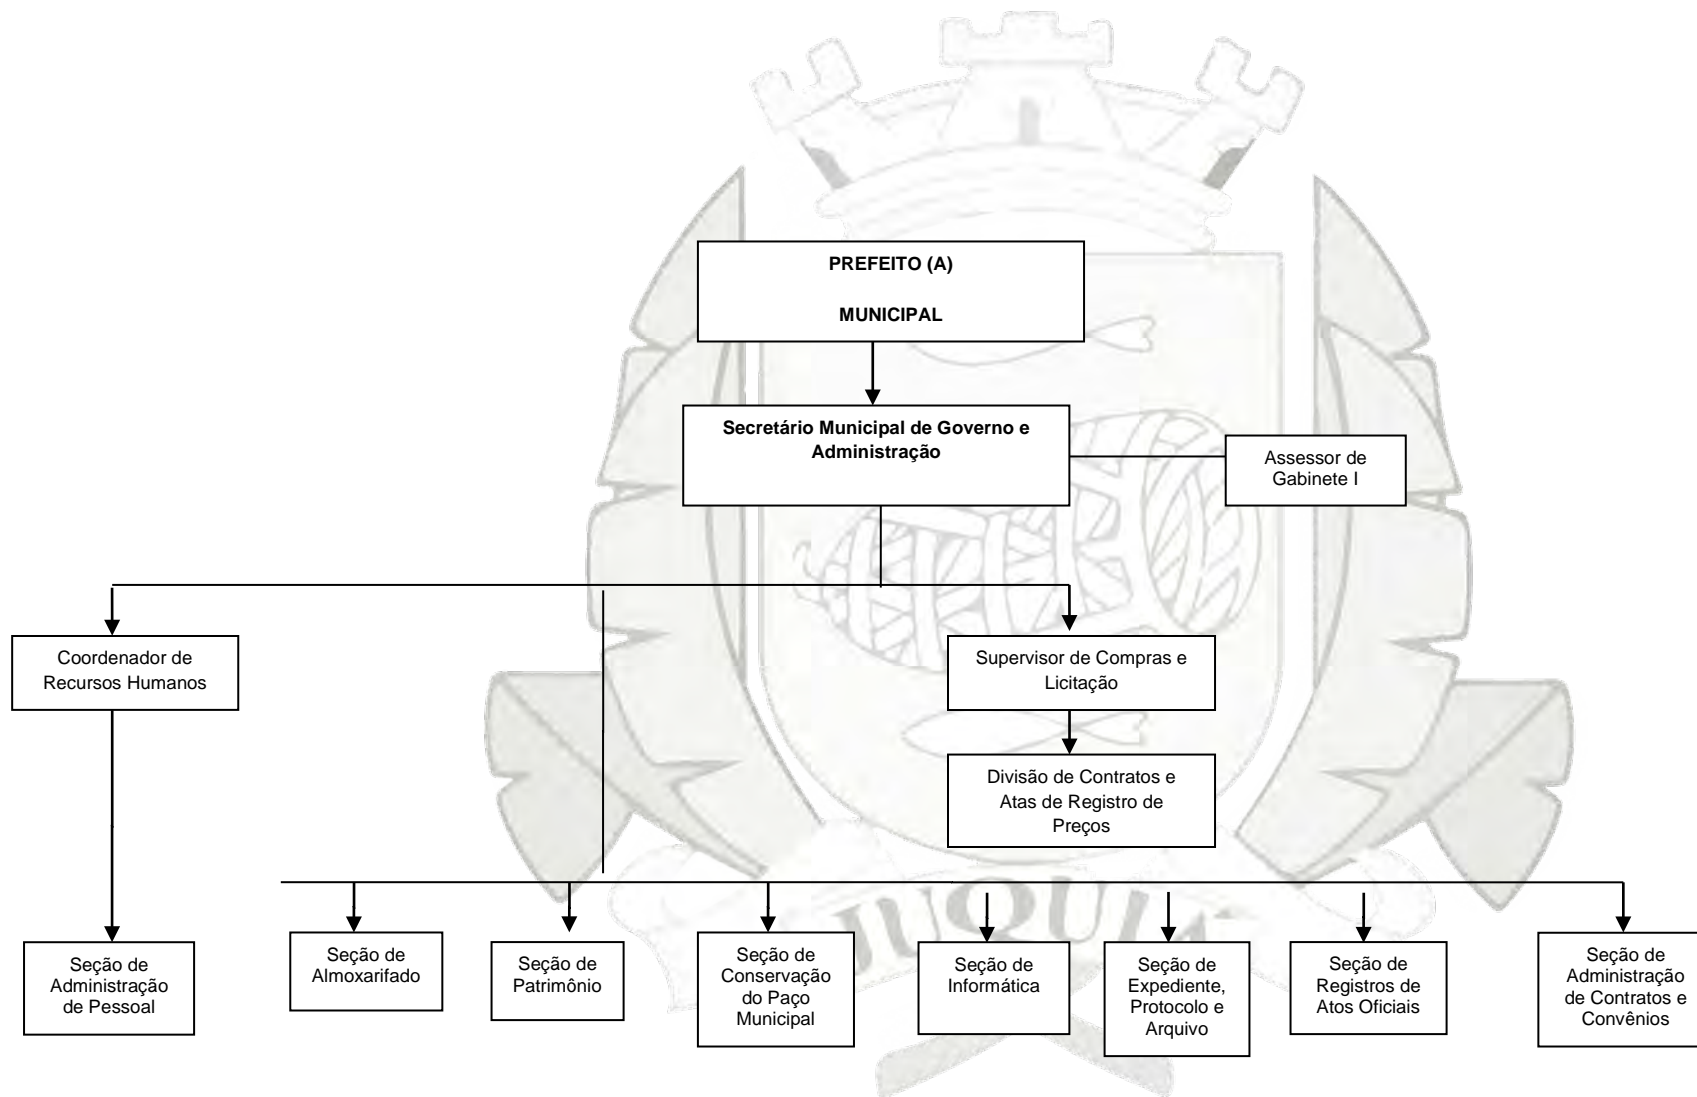 PREFEITO (A)
MUNICIPAL
Secretário Municipal de Governo e
Administração
Assessor de
Gabinete I
Coordenador de
Recursos Humanos
Supervisor de Compras e
Licitação
Divisão de Contratos e
Atas de Registro de
Preços
JUQUIÁ
Seção de
Administração
de Pessoal
Seção de
Almoxarifado
Seção de
Patrimônio
Seção de
Conservação
do Paço
Municipal
Seção de
Informática
Seção de
Expediente,
Protocolo e
Arquivo
Seção de
Registros de
Atos Oficiais
Seção de
Administração
de Contratos e
Convênios